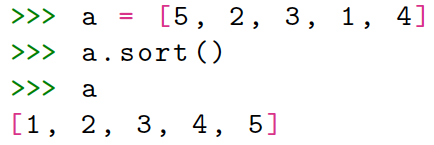 >>> a = [5, 2, 3, 1, 4]
>>> a.sort()
>>> a
[1, 2, 3, 4, 5]